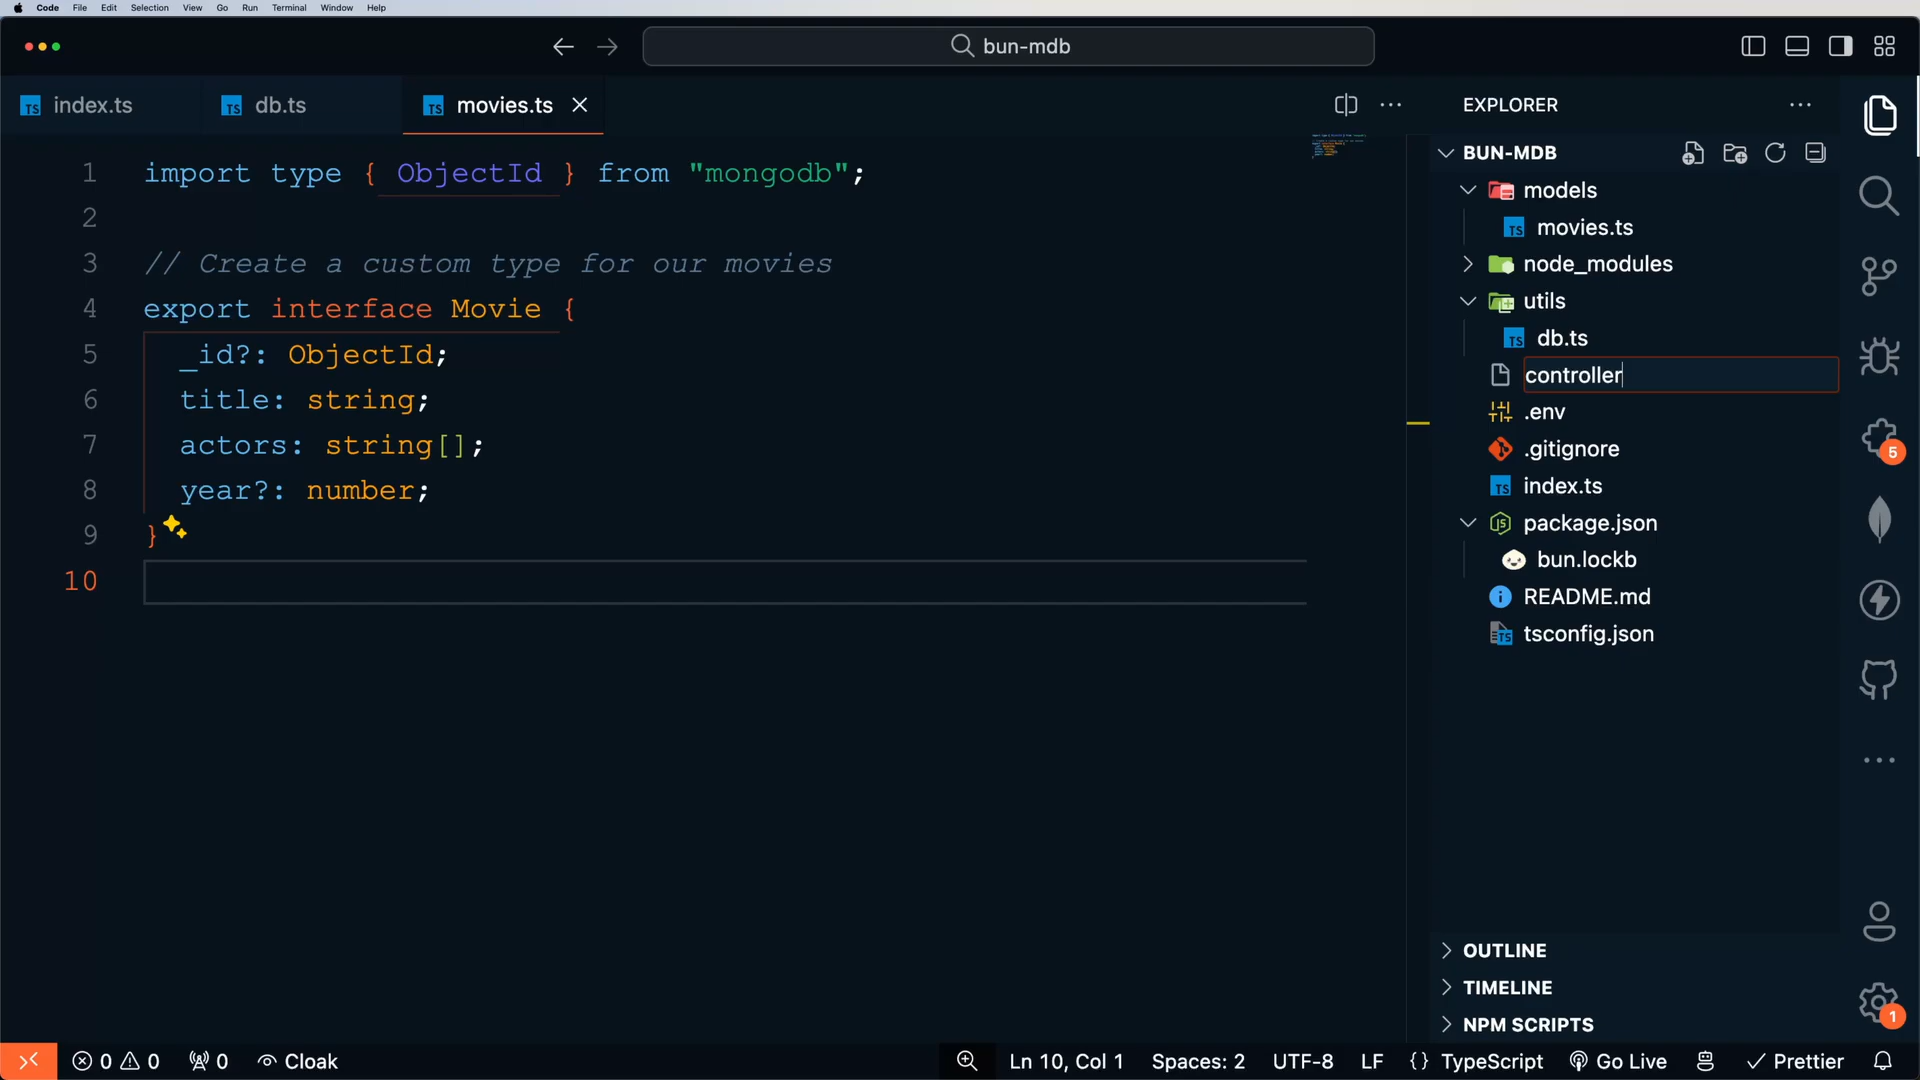 Code File Edit Selection View Go Run Terminal Window Help
bun-mdb
index.ts db.ts movies.ts
1 import type { ObjectId } from "mongodb";
2
3 // Create a custom type for our movies
4 export interface Movie {
5 _id?: ObjectId;
6 title: string;
7 actors: string[];
8 year?: number;
9 }
10
EXPLORER
BUN-MDB
models
movies.ts
node_modules
utils
db.ts
controller
.env
.gitignore
index.ts
package.json
bun.lockb
README.md
tsconfig.json
OUTLINE
TIMELINE
NPM SCRIPTS
5
1
0 0 0 Cloak Ln 10, Col 1 Spaces: 2 UTF-8 LF {} TypeScript Go Live Prettier